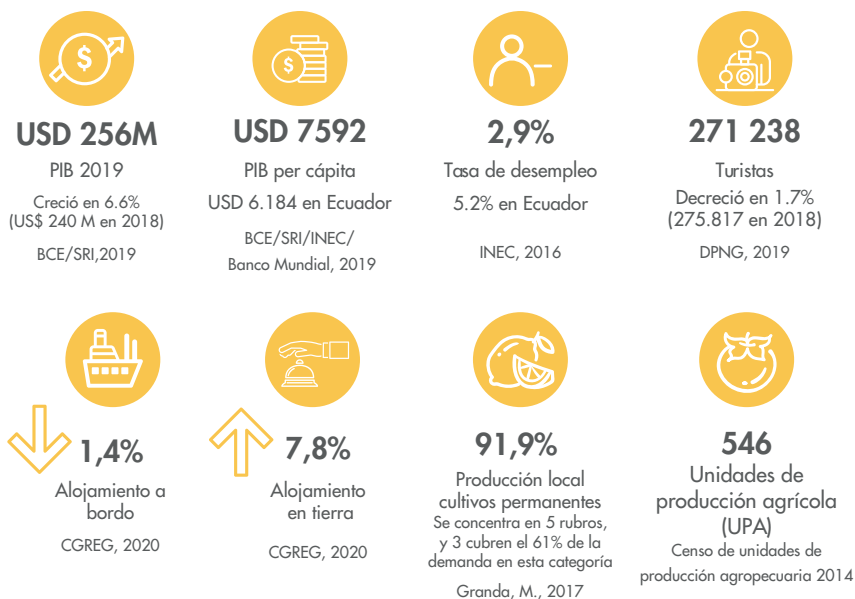 $
USD 256M
PIB 2019
Creció en 6.6%
(US$ 240 M en 2018)
BCE/SRI,2019
$
USD 7592
PIB per cápita
USD 6.184 en Ecuador
BCE/SRI/INEC/
Banco Mundial, 2019
2,9%
Tasa de desempleo
5.2% en Ecuador
INEC, 2016
271 238
Turistas
Decreció en 1.7%
(275.817 en 2018)
DPNG, 2019
1,4%
Alojamiento a
bordo
CGREG, 2020
7,8%
Alojamiento
en tierra
CGREG, 2020
91,9%
Producción local
cultivos permanentes
Se concentra en 5 rubros,
y 3 cubren el 61% de la
demanda en esta categoría
Granda, M., 2017
546
Unidades de
producción agrícola
(UPA)
Censo de unidades de
producción agropecuaria 2014